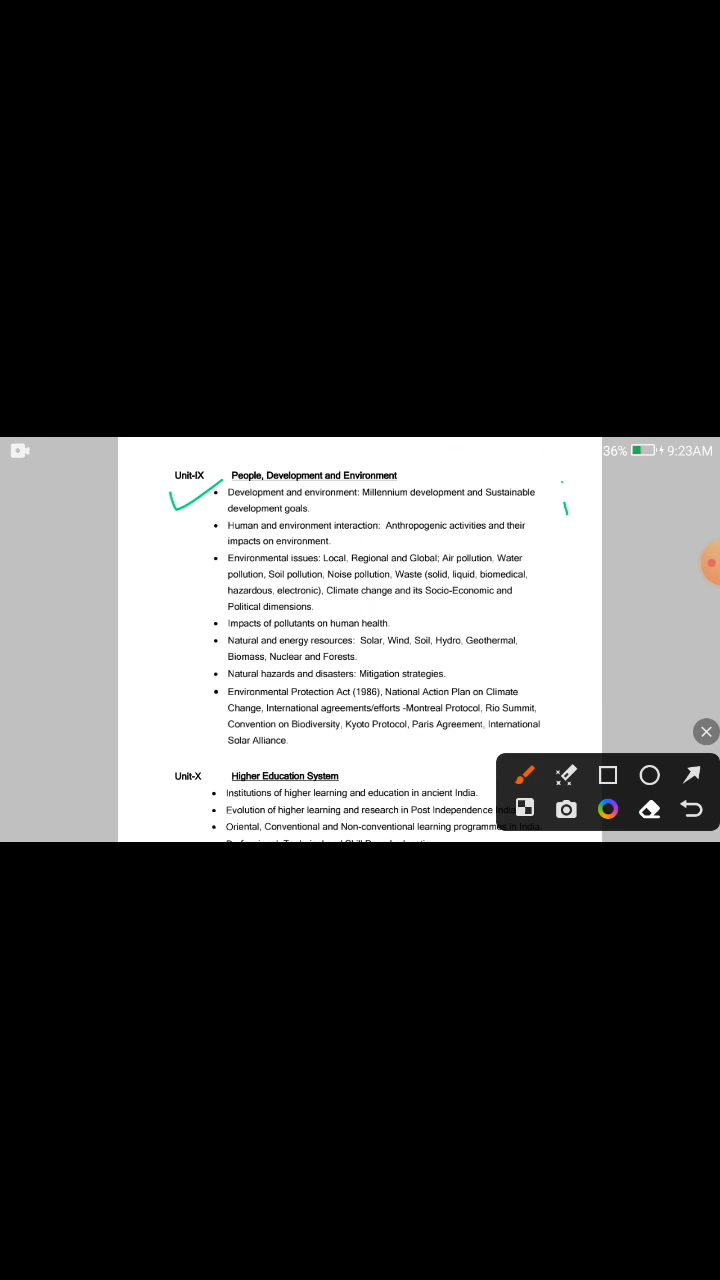 36% 9:23AM
Unit-IX People, Development and Environment
• Development and environment: Millennium development and Sustainable
development goals.
• Human and environment interaction: Anthropogenic activities and their
impacts on environment.
• Environmental issues: Local, Regional and Global; Air pollution, Water
pollution, Soil pollution, Noise pollution, Waste (solid, liquid, biomedical,
hazardous, electronic), Climate change and its Socio-Economic and
Political dimensions.
• Impacts of pollutants on human health.
• Natural and energy resources: Solar, Wind, Soil, Hydro, Geothermal,
Biomass, Nuclear and Forests.
• Natural hazards and disasters: Mitigation strategies.
• Environmental Protection Act (1986), National Action Plan on Climate
Change, International agreements/efforts -Montreal Protocol, Rio Summit,
Convention on Biodiversity, Kyoto Protocol, Paris Agreement, International
Solar Alliance.
Unit-X Higher Education System
• Institutions of higher learning and education in ancient India.
• Evolution of higher learning and research in Post Independence India.
• Oriental, Conventional and Non-conventional learning programmes in India.